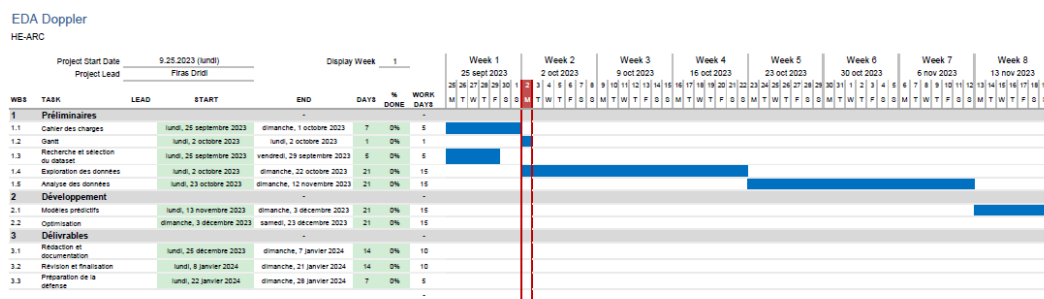 EDA Doppler
HE-ARC
Project Start Date 9.25.2023 (lundi) Display Week 1 Week 1 Week 2 Week 3 Week 4 Week 5 Week 6 Week 7 Week 8
Project Lead Firas Dridi 25 sept 2023 2 oct 2023 9 oct 2023 16 oct 2023 23 oct 2023 30 oct 2023 6 nov 2023 13 nov 2023
25 26 27 28 29 30 1 2 3 4 5 6 7 8 9 10 11 12 13 14 15 16 17 18 19 20 21 22 23 24 25 26 27 28 29 30 31 1 2 3 4 5 6 7 8 9 10 11 12 13 14 15 16 17 18
WBS TASK LEAD START END DAYS % DONE WORK DAYS M T W T F S S M T W T F S S M T W T F S S M T W T F S S M T W T F S S M T W T F S S M T W T F S S M T W T F S
1 Préliminaires - -
1.1 Cahier des charges lundi, 25 septembre 2023 dimanche, 1 octobre 2023 7 0% 5
1.2 Gantt lundi, 2 octobre 2023 lundi, 2 octobre 2023 1 0% 1
1.3 Recherche et sélection du dataset lundi, 25 septembre 2023 vendredi, 29 septembre 2023 5 0% 5
1.4 Exploration des données lundi, 2 octobre 2023 dimanche, 22 octobre 2023 21 0% 15
1.5 Analyse des données lundi, 23 octobre 2023 dimanche, 12 novembre 2023 21 0% 15
2 Développement - -
2.1 Modèles prédictifs lundi, 13 novembre 2023 dimanche, 3 décembre 2023 21 0% 15
2.2 Optimisation dimanche, 3 décembre 2023 samedi, 23 décembre 2023 21 0% 15
3 Délivrables - -
3.1 Rédaction et documentation lundi, 25 décembre 2023 dimanche, 7 janvier 2024 14 0% 10
3.2 Révision et finalisation lundi, 8 janvier 2024 dimanche, 21 janvier 2024 14 0% 10
3.3 Préparation de la défense lundi, 22 janvier 2024 dimanche, 28 janvier 2024 7 0% 5
-